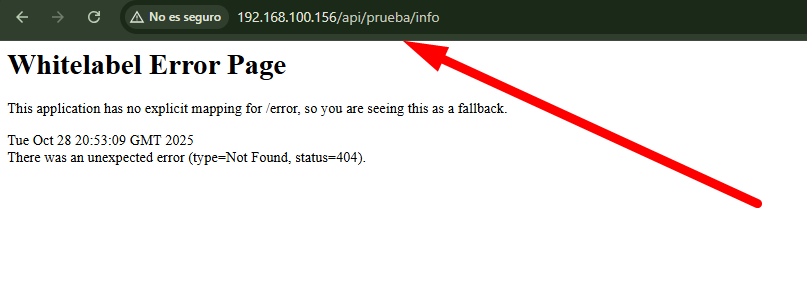 No es seguro 192.168.100.156/api/prueba/info
Whitelabel Error Page
This application has no explicit mapping for /error, so you are seeing this as a fallback.
Tue Oct 28 20:53:09 GMT 2025
There was an unexpected error (type=Not Found, status=404).